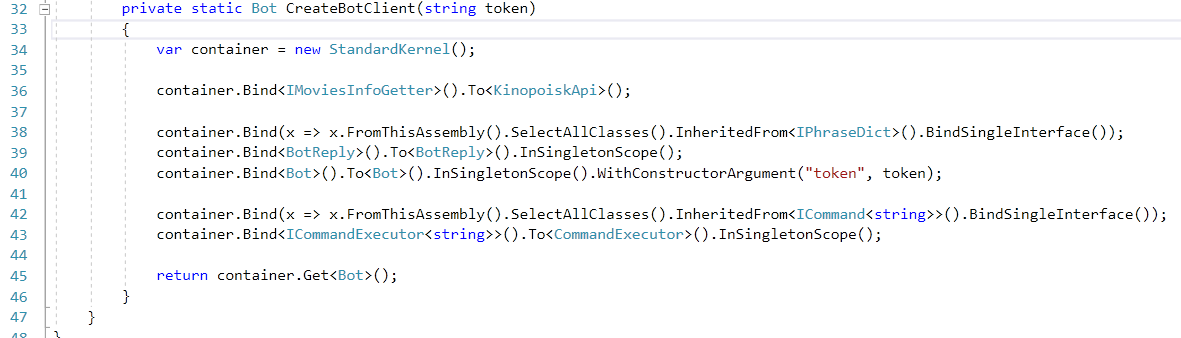 32 private static Bot CreateBotClient(string token)
33 {
34 var container = new StandardKernel();
35
36 container.Bind<IMoviesInfoGetter>().To<KinopoiskApi>();
37
38 container.Bind(x => x.FromThisAssembly().SelectAllClasses().InheritedFrom<IPhraseDict>().BindSingleInterface());
39 container.Bind<BotReply>().To<BotReply>().InSingletonScope();
40 container.Bind<Bot>().To<Bot>().InSingletonScope().WithConstructorArgument("token", token);
41
42 container.Bind(x => x.FromThisAssembly().SelectAllClasses().InheritedFrom<ICommand<string>>().BindSingleInterface());
43 container.Bind<ICommandExecutor<string>>().To<CommandExecutor>().InSingletonScope();
44
45 return container.Get<Bot>();
46 }
47 }
48 }